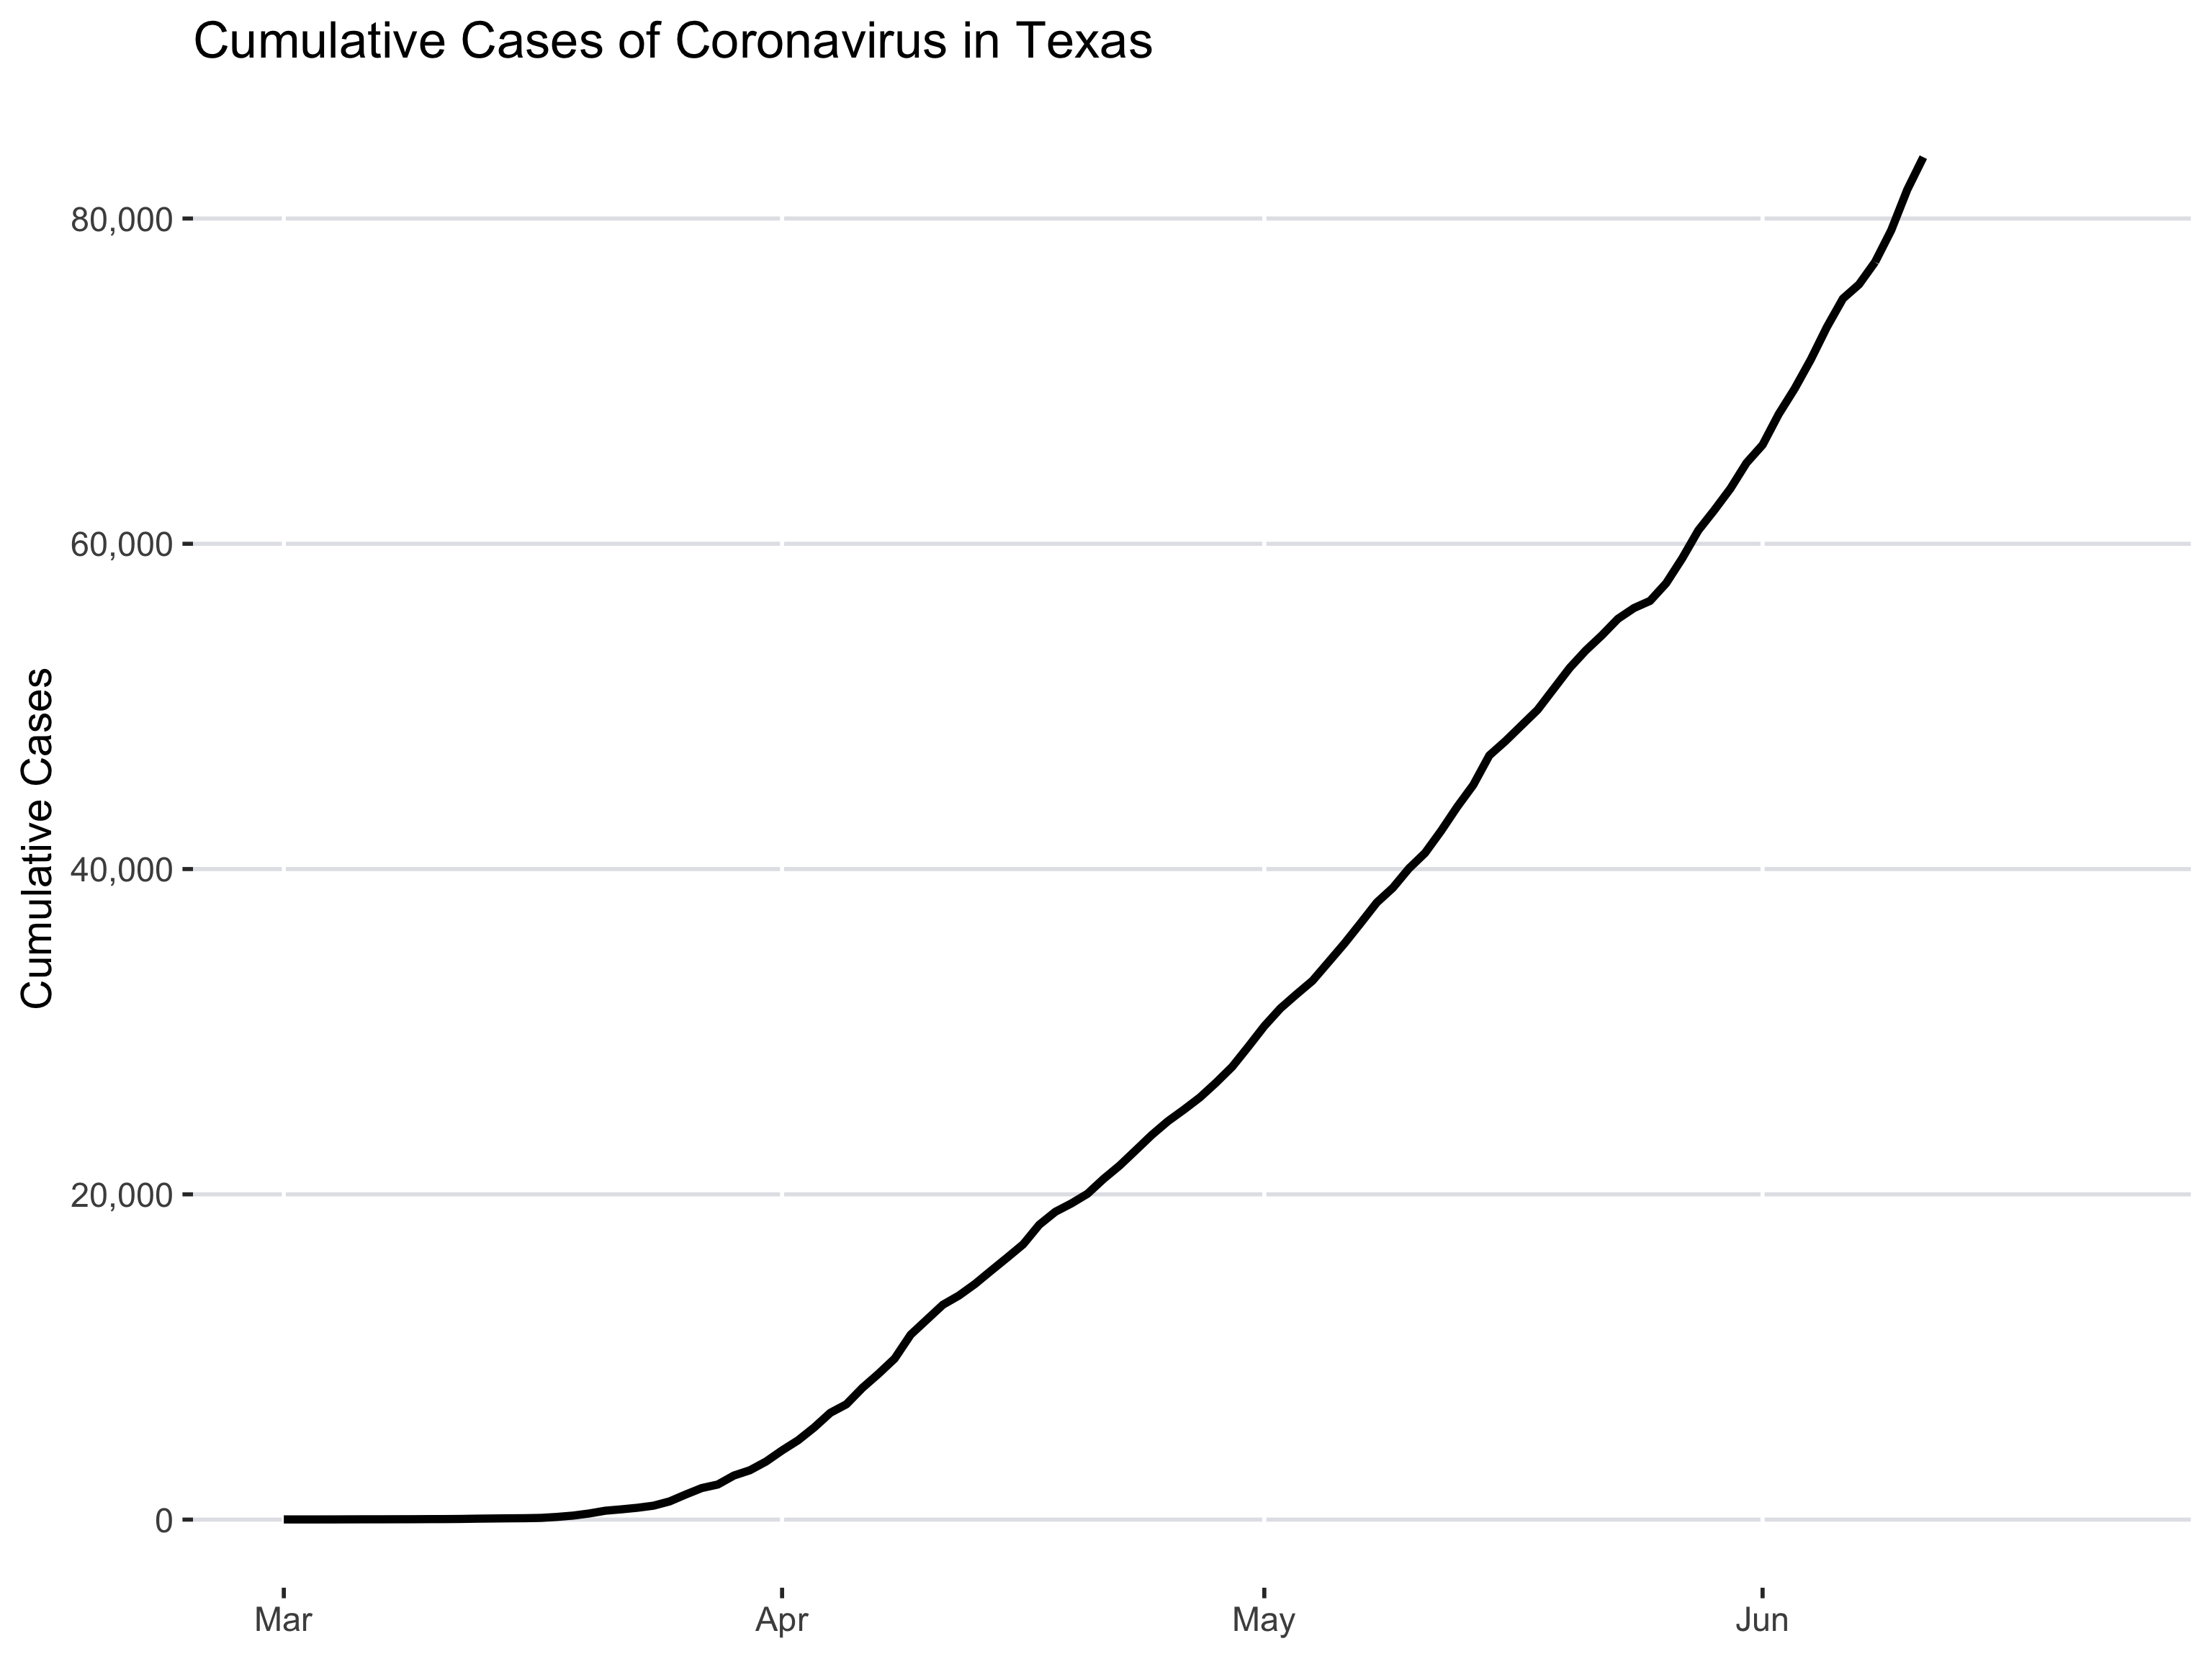 Cumulative Cases of Coronavirus in Texas
Cumulative Cases
80,000
60,000
40,000
20,000
0
Mar
Apr
May
Jun